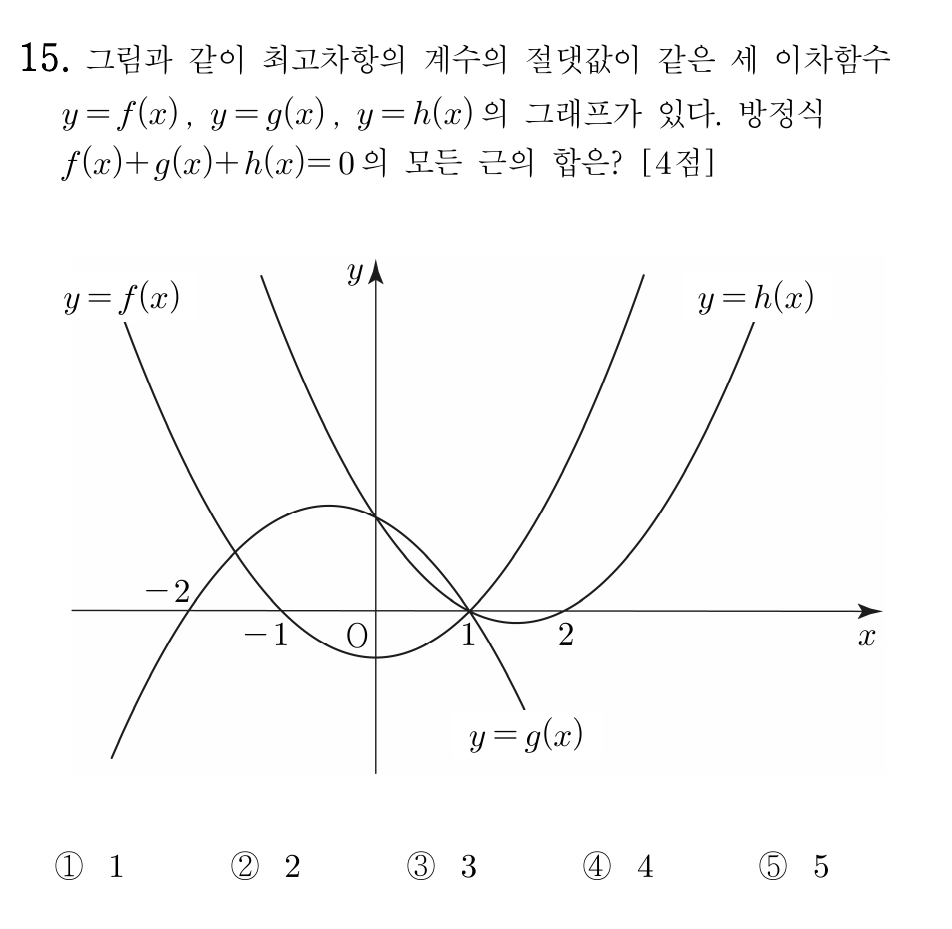 15. 그림과 같이 최고차항의 계수의 절댓값이 같은 세 이차함수
y=f(x), y=g(x), y=h(x)의 그래프가 있다. 방정식
f(x)+g(x)+h(x)=0의 모든 근의 합은? [4점]
y
y=f(x)
y=h(x)
-2
-1
O
1
2
x
y=g(x)
① 1 ② 2 ③ 3 ④ 4 ⑤ 5